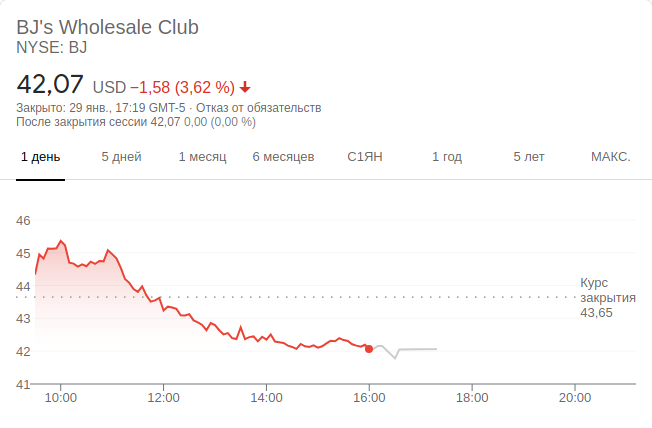 BJ's Wholesale Club
NYSE: BJ
42,07 USD −1,58 (3,62 %)
Закрыто: 29 янв., 17:19 GMT-5 · Отказ от обязательств
После закрытия сессии 42,07 0,00 (0,00 %)
1 день 5 дней 1 месяц 6 месяцев С1ЯН 1 год 5 лет МАКС.
46
45
44
43
42
41
Курс
закрытия
43,65
10:00 12:00 14:00 16:00 18:00 20:00